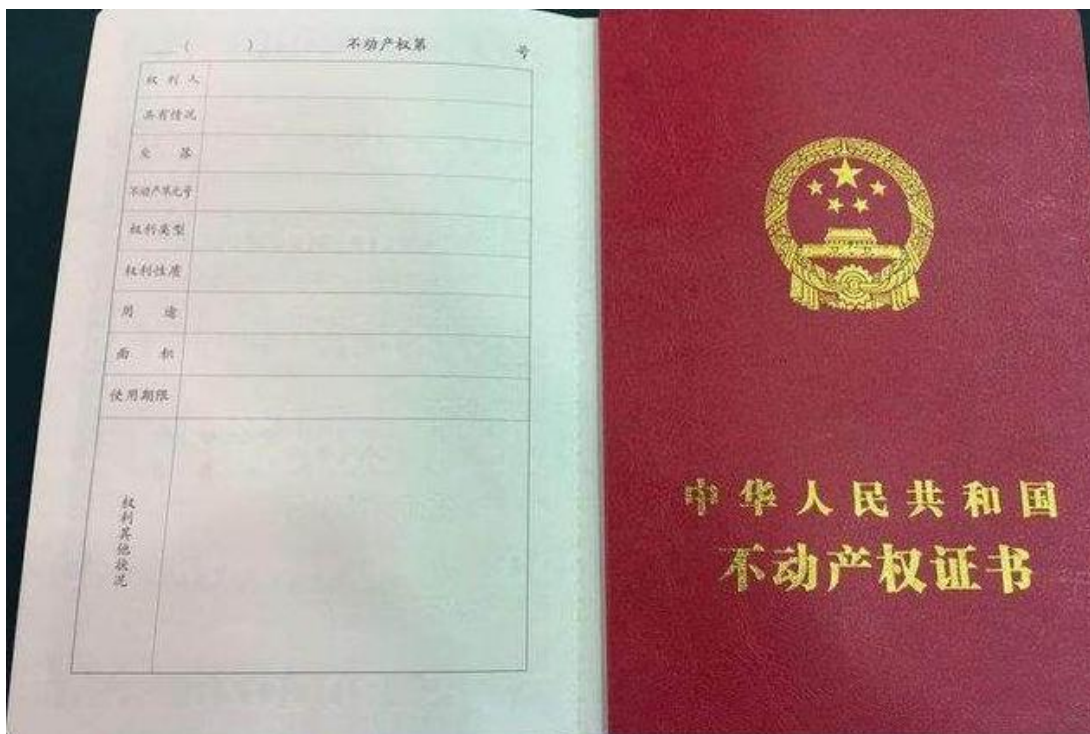 ( ) 不动产权第 号
权利人
共有情况
坐落
不动产单元号
权利类型
权利性质
用途
面积
使用期限
权利其他状况
中华人民共和国
不动产权证书